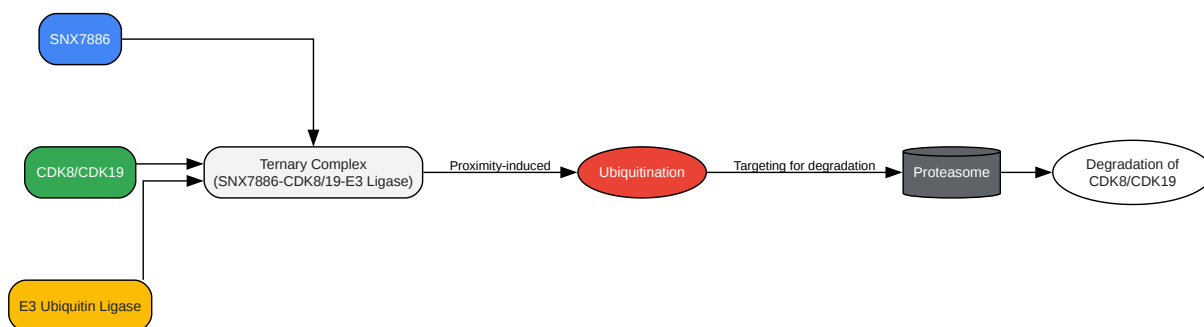 SNX7886
CDK8/CDK19
E3 Ubiquitin Ligase
Ternary Complex
(SNX7886-CDK8/19-E3 Ligase)
Proximity-induced
Ubiquitination
Targeting for degradation
Proteasome
Degradation of
CDK8/CDK19